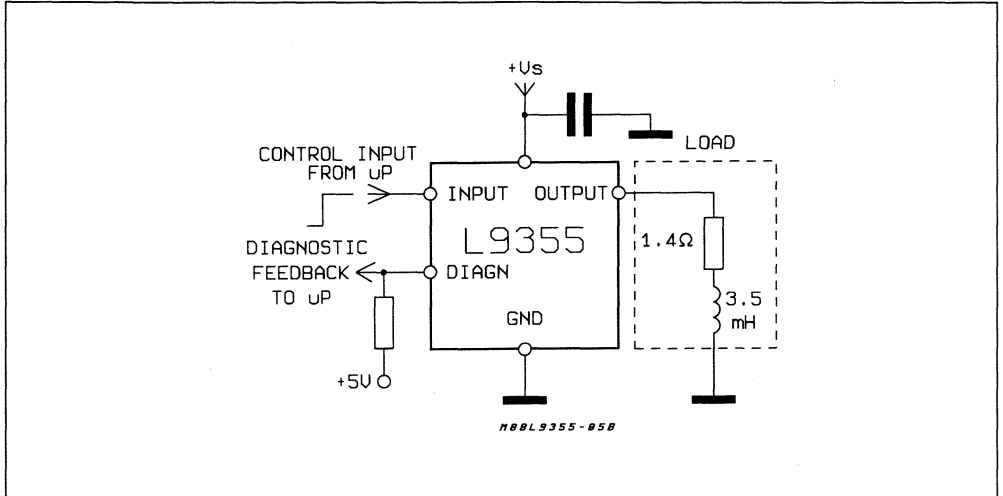 +Vs
LOAD
CONTROL INPUT
FROM uP
INPUT
OUTPUT
L9355
1.4Ω
DIAGNOSTIC
FEEDBACK
TO uP
DIAGN
3.5
mH
GND
+5V
M88L9355-05B